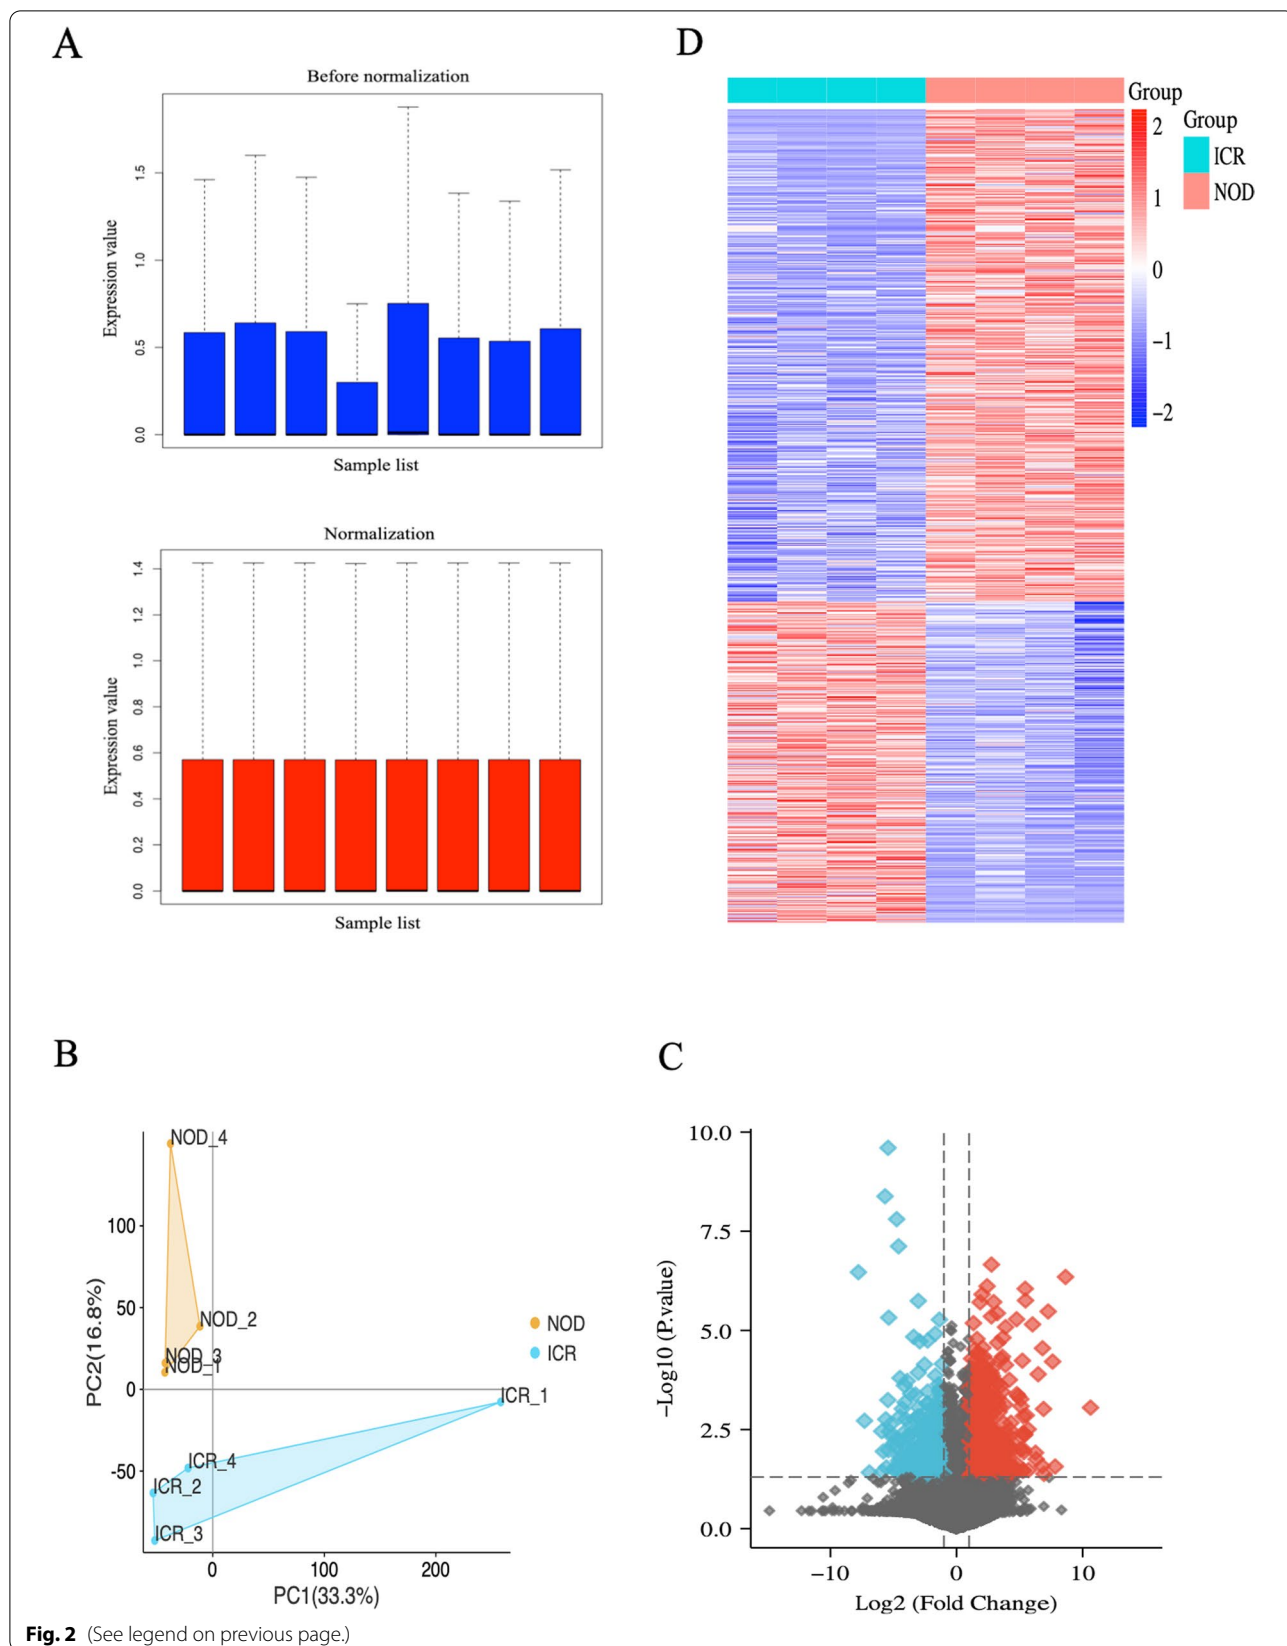 A
Before normalization
Expression value
0.0
0.5
1.0
1.5
Sample list
Normalization
Expression value
0.0
0.2
0.4
0.6
0.8
1.0
1.2
1.4
Sample list
D
Group
2
1
0
−1
−2
Group
ICR
NOD
B
PC2(16.8%)
100
50
0
-50
NOD_4
NOD_2
NOD_3
NOD_1
ICR_1
ICR_4
ICR_2
ICR_3
0
100
200
PC1(33.3%)
NOD
ICR
C
−Log10 (P.value)
10.0
7.5
5.0
2.5
0.0
−10
0
10
Log2 (Fold Change)
Fig. 2 (See legend on previous page.)